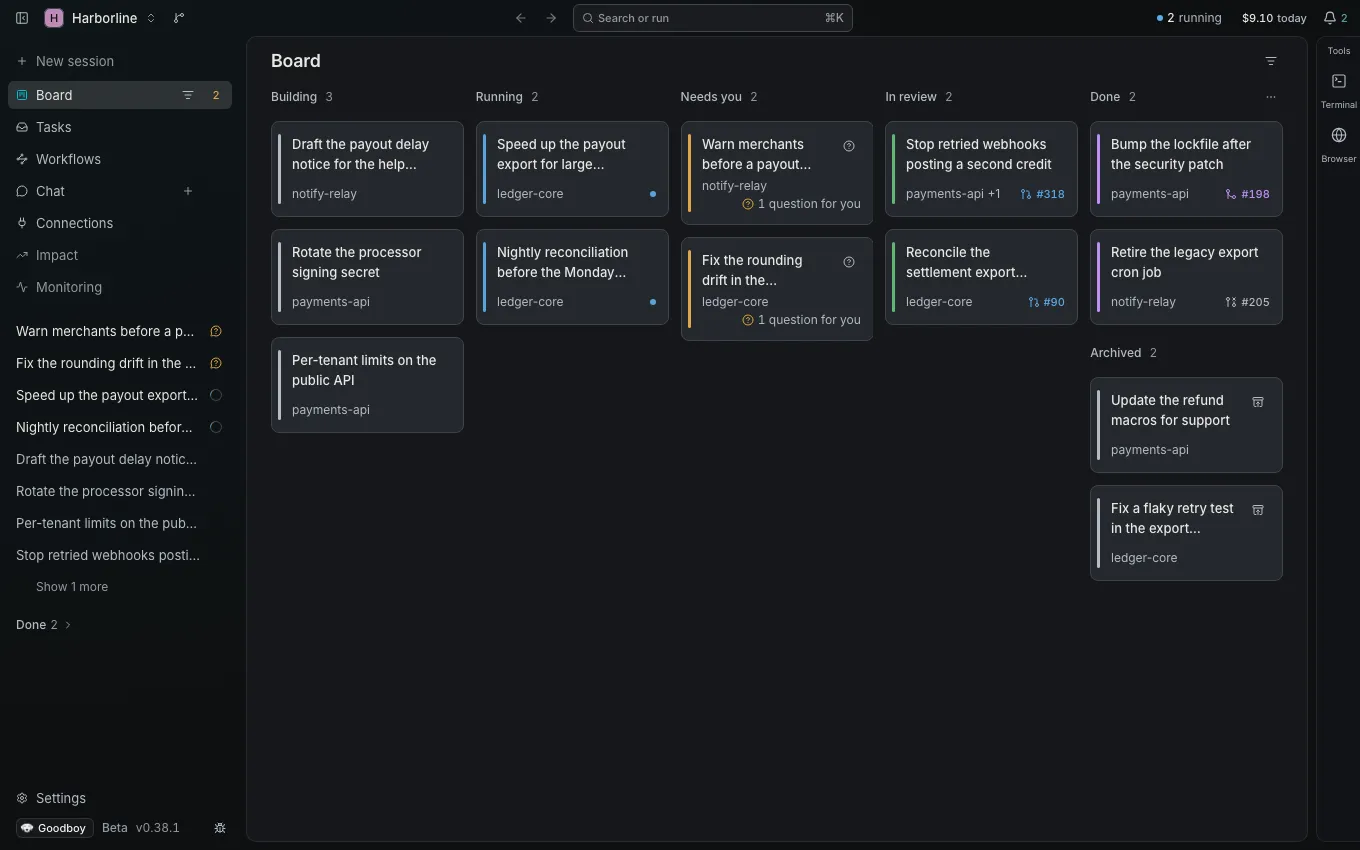 H Harborline
Search or run ⌘K
2 running $9.10 today 2
New session
Board 2
Tasks
Workflows
Chat
Connections
Impact
Monitoring
Warn merchants before a p...
Fix the rounding drift in the ...
Speed up the payout export...
Nightly reconciliation befor...
Draft the payout delay notic...
Rotate the processor signin...
Per-tenant limits on the pub...
Stop retried webhooks posti...
Show 1 more
Done 2
Settings
Goodboy Beta v0.38.1
Board
Building 3
Draft the payout delay
notice for the help...
notify-relay
Rotate the processor
signing secret
payments-api
Per-tenant limits on the
public API
payments-api
Running 2
Speed up the payout
export for large...
ledger-core
Nightly reconciliation
before the Monday...
ledger-core
Needs you 2
Warn merchants
before a payout...
notify-relay
1 question for you
Fix the rounding
drift in the...
ledger-core
1 question for you
In review 2
Stop retried webhooks
posting a second credit
payments-api +1 #318
Reconcile the
settlement export...
ledger-core #90
Done 2 ...
Bump the lockfile after
the security patch
payments-api #198
Retire the legacy export
cron job
notify-relay #205
Archived 2
Update the refund
macros for support
payments-api
Fix a flaky retry test
in the export...
ledger-core
Tools
Terminal
Browser